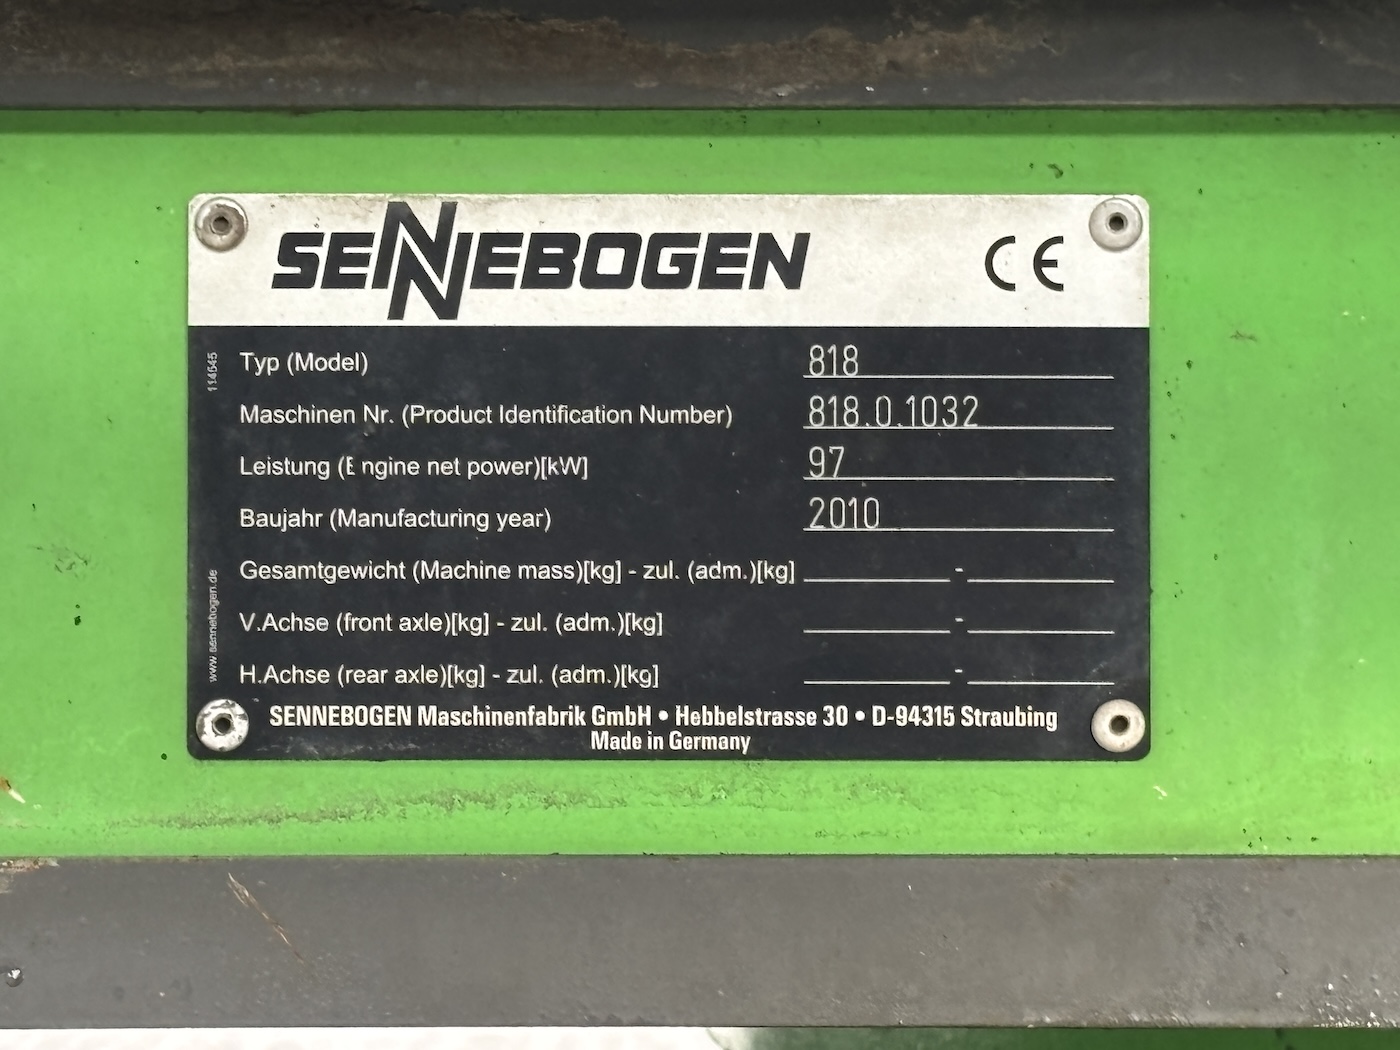 SENNEBOGEN CE
114645
Typ (Model) 818
Maschinen Nr. (Product Identification Number) 818.0.1032
Leistung (Engine net power)[kW] 97
Baujahr (Manufacturing year) 2010
Gesamtgewicht (Machine mass)[kg] - zul. (adm.)[kg] -
V.Achse (front axle)[kg] - zul. (adm.)[kg] -
H.Achse (rear axle)[kg] - zul. (adm.)[kg] -
www.sennebogen.de
SENNEBOGEN Maschinenfabrik GmbH • Hebbelstrasse 30 • D-94315 Straubing
Made in Germany